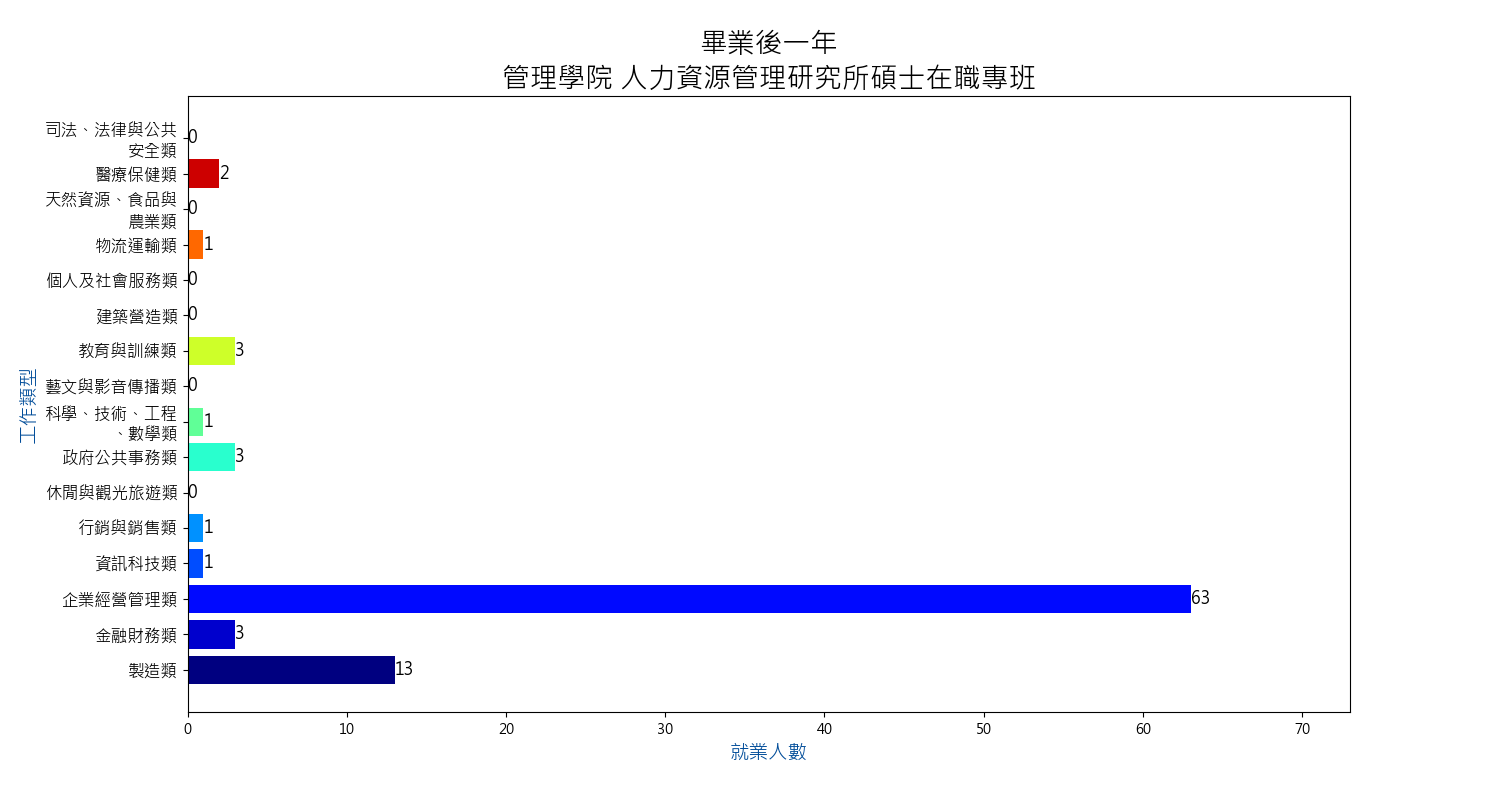 畢業後一年
管理學院 人力資源管理研究所碩士在職專班
工作類型
司法、法律與公共
安全類
0
醫療保健類
2
天然資源、食品與
農業類
0
物流運輸類
1
個人及社會服務類
0
建築營造類
0
教育與訓練類
3
藝文與影音傳播類
0
科學、技術、工程
、數學類
1
政府公共事務類
3
休閒與觀光旅遊類
0
行銷與銷售類
1
資訊科技類
1
企業經營管理類
63
金融財務類
3
製造類
13
0 10 20 30 40 50 60 70
就業人數